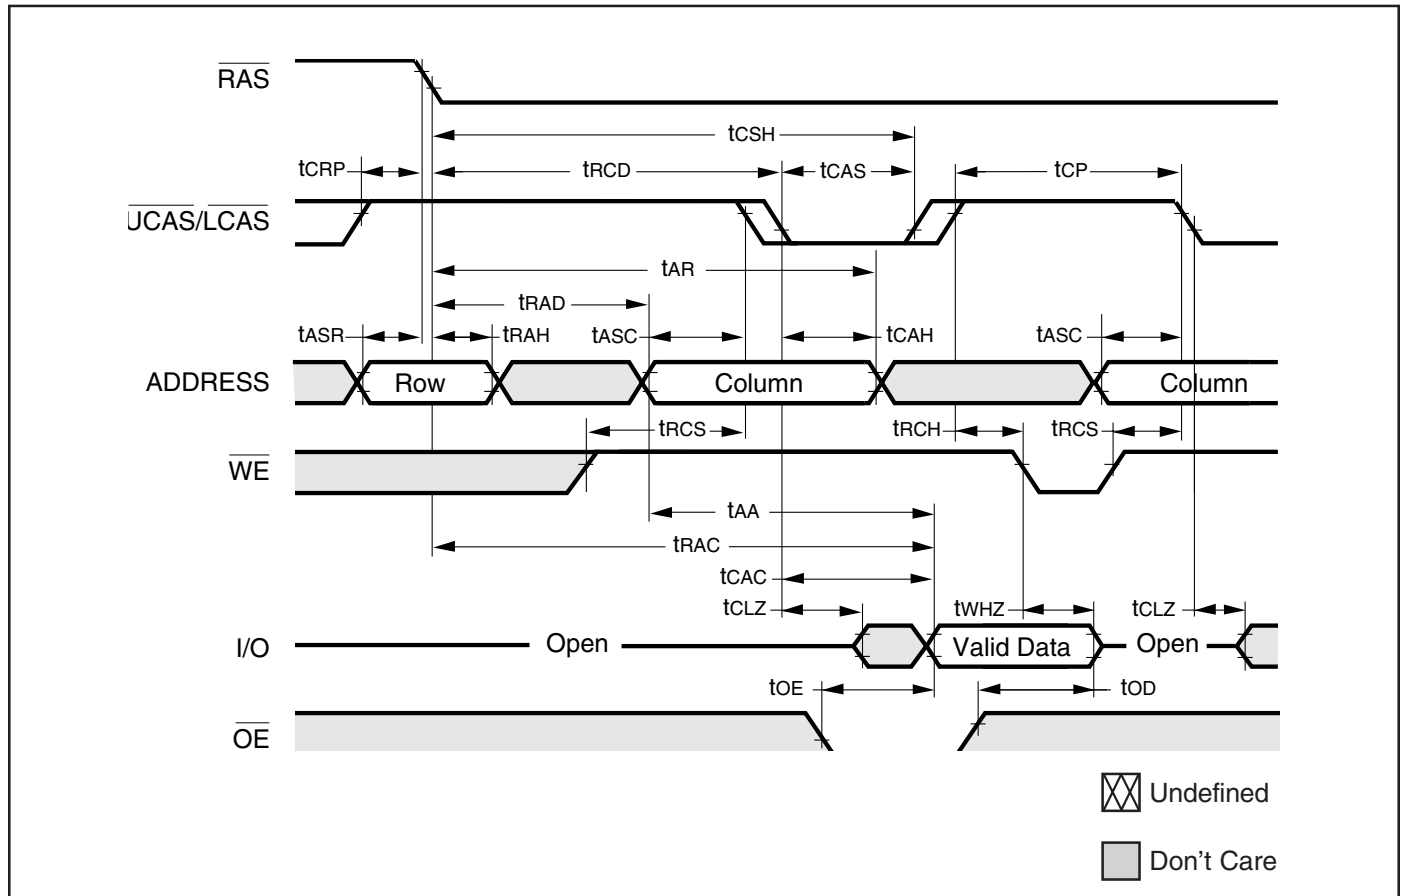 RAS
tCSH
tCRP
tRCD
tCAS
tCP
UCAS/LCAS
tAR
tRAD
tASR
tRAH
tASC
tCAH
tASC
ADDRESS
Row
Column
Column
tRCS
tRCH
tRCS
WE
tAA
tRAC
tCAC
tCLZ
tWHZ
tCLZ
I/O
Open
Valid Data
Open
tOE
tOD
OE
Undefined
Don't Care